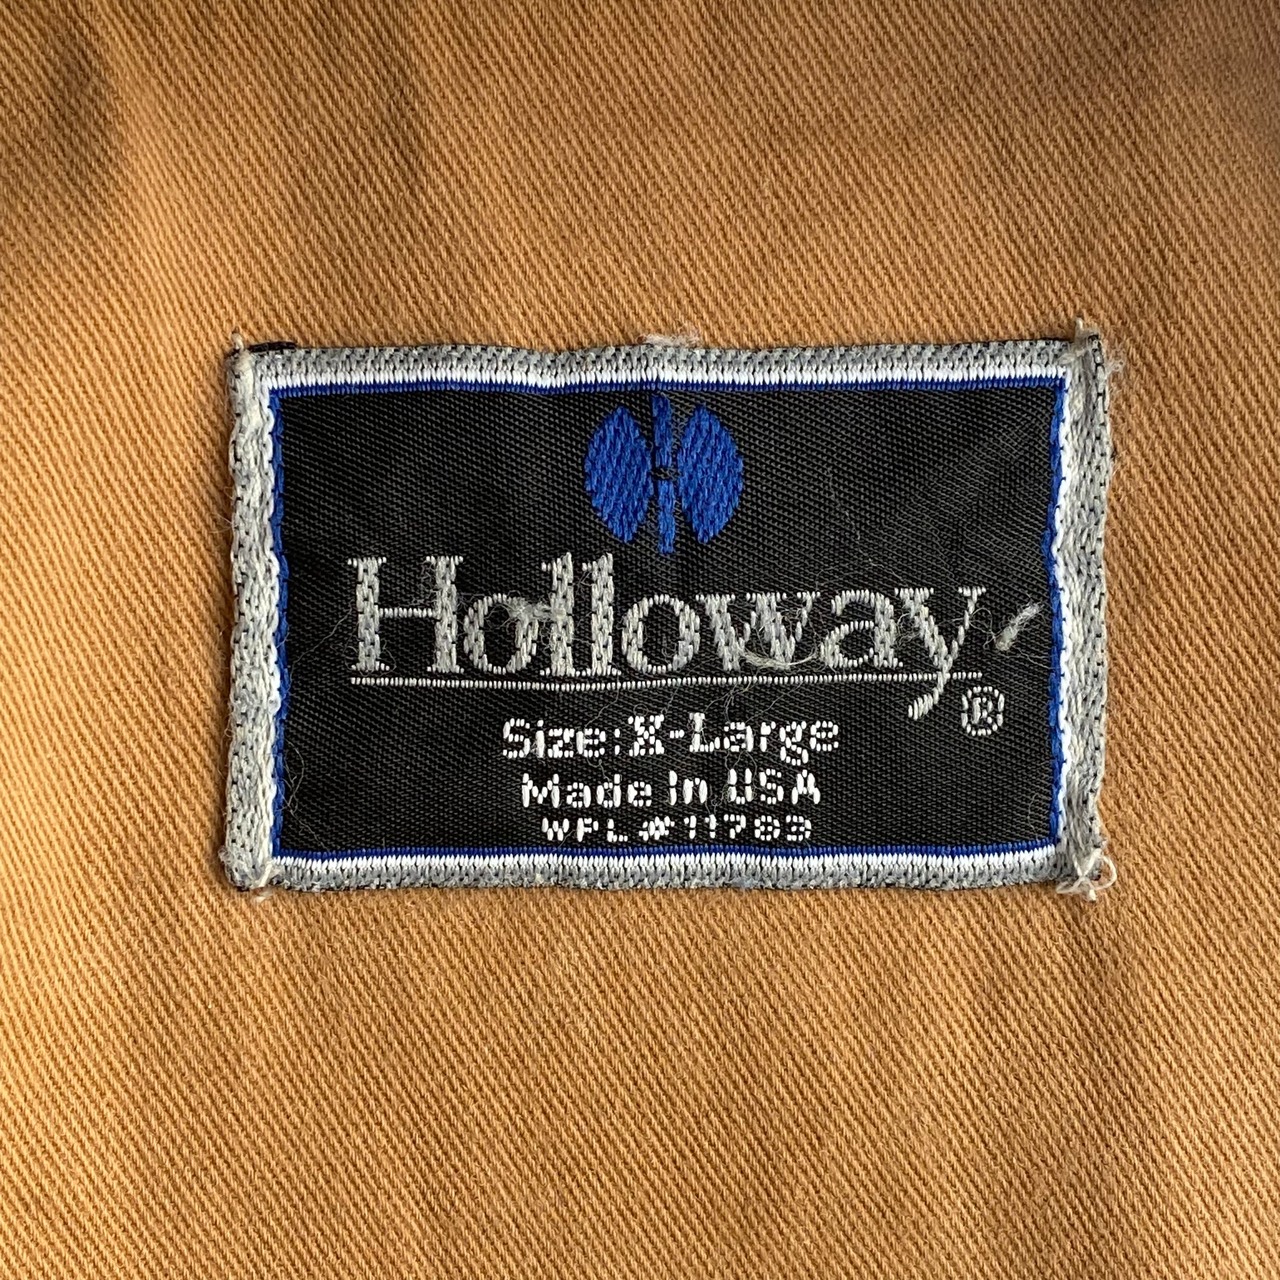 Holloway®
Size:X-Large
Made In USA
WPL#11783